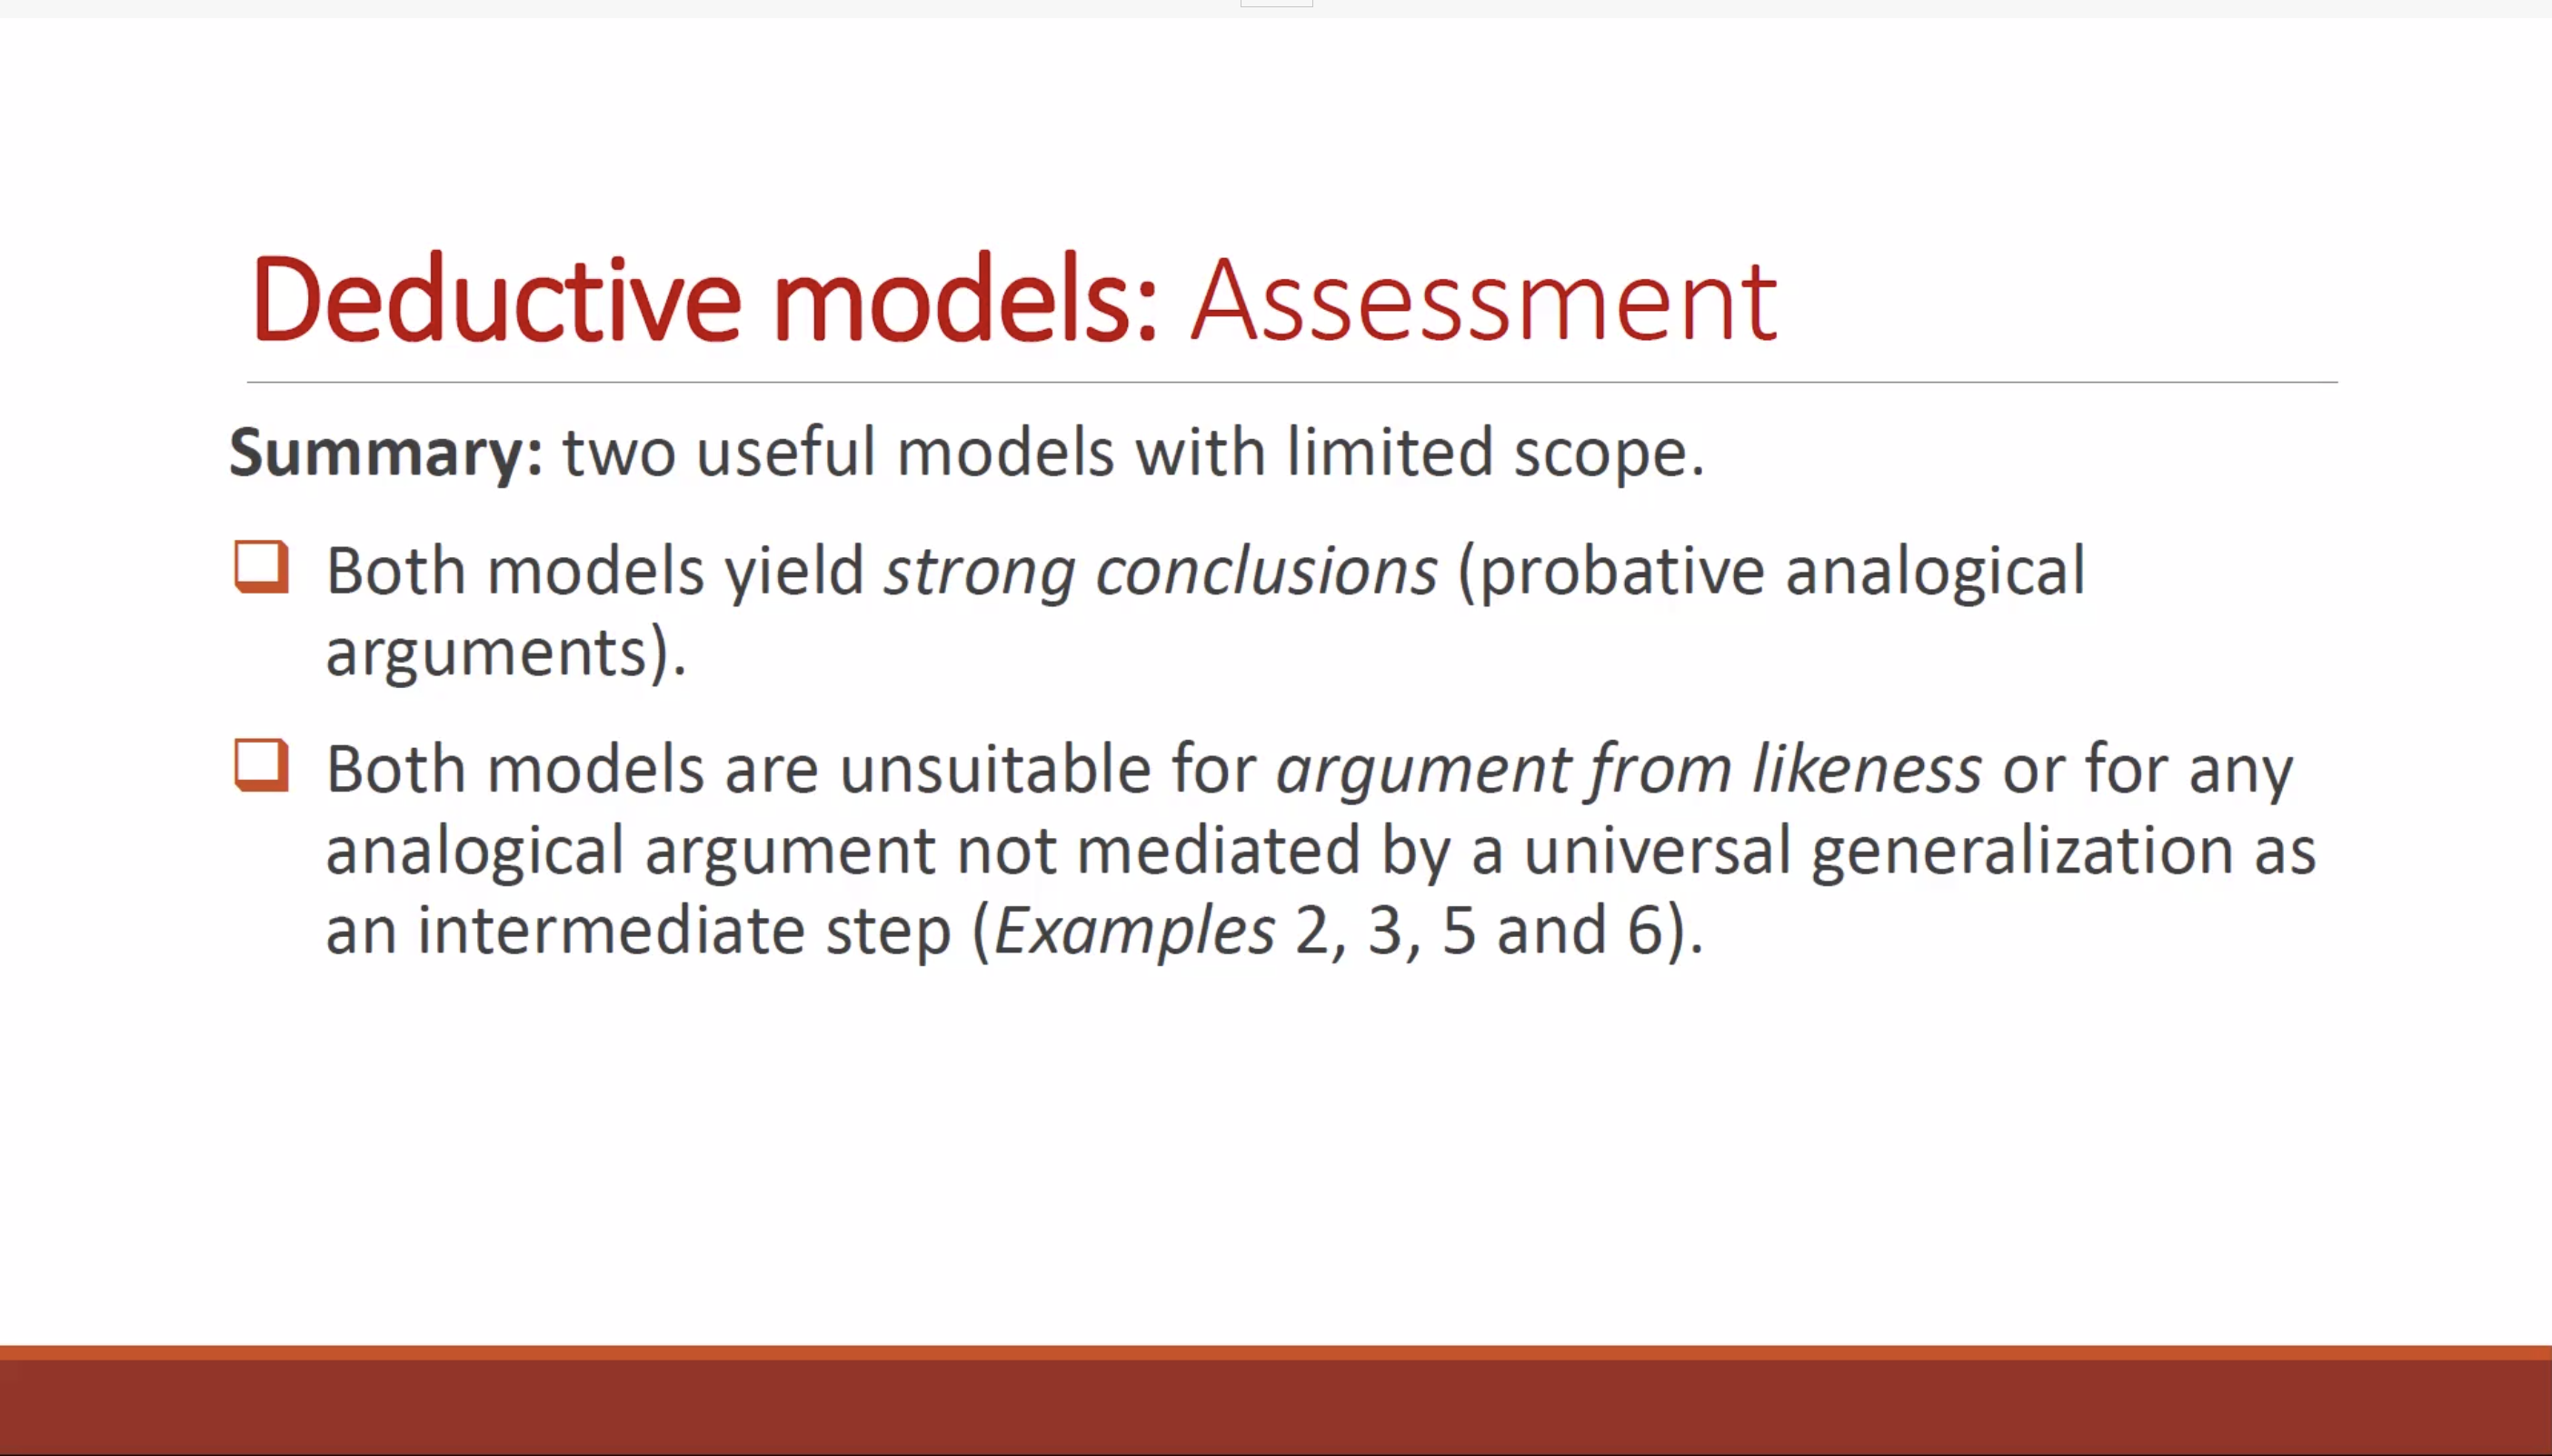 Deductive models: Assessment
Summary: two useful models with limited scope.
Both models yield strong conclusions (probative analogical
arguments).
Both models are unsuitable for argument from likeness or for any
analogical argument not mediated by a universal generalization as
an intermediate step (Examples 2, 3, 5 and 6).